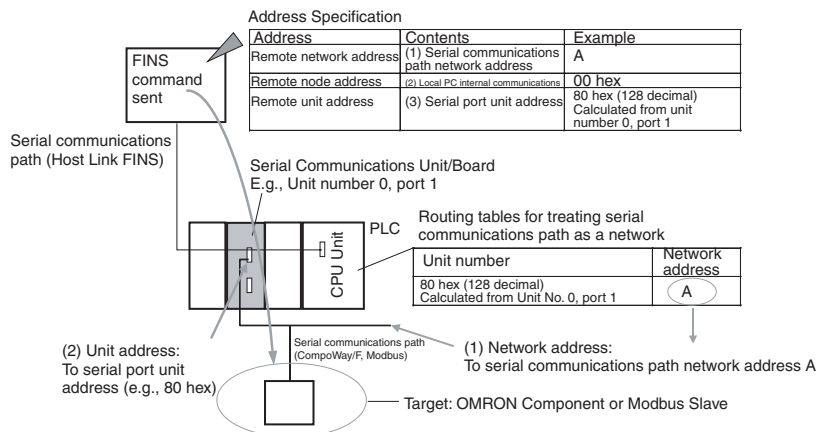 Address Specification
Address Contents Example
Remote network address (1) Serial communications path network address A
Remote node address (2) Local PC internal communications 00 hex
Remote unit address (3) Serial port unit address 80 hex (128 decimal)
Calculated from unit
number 0, port 1
FINS
command
sent
Serial communications
path (Host Link FINS)
Serial Communications Unit/Board
E.g., Unit number 0, port 1
PLC
CPU Unit
Routing tables for treating serial
communications path as a network
Unit number Network address
80 hex (128 decimal)
Calculated from Unit No. 0, port 1
A
(2) Unit address:
To serial port unit
address (e.g., 80 hex)
Serial communications path
(CompoWay/F, Modbus)
(1) Network address:
To serial communications path network address A
Target: OMRON Component or Modbus Slave